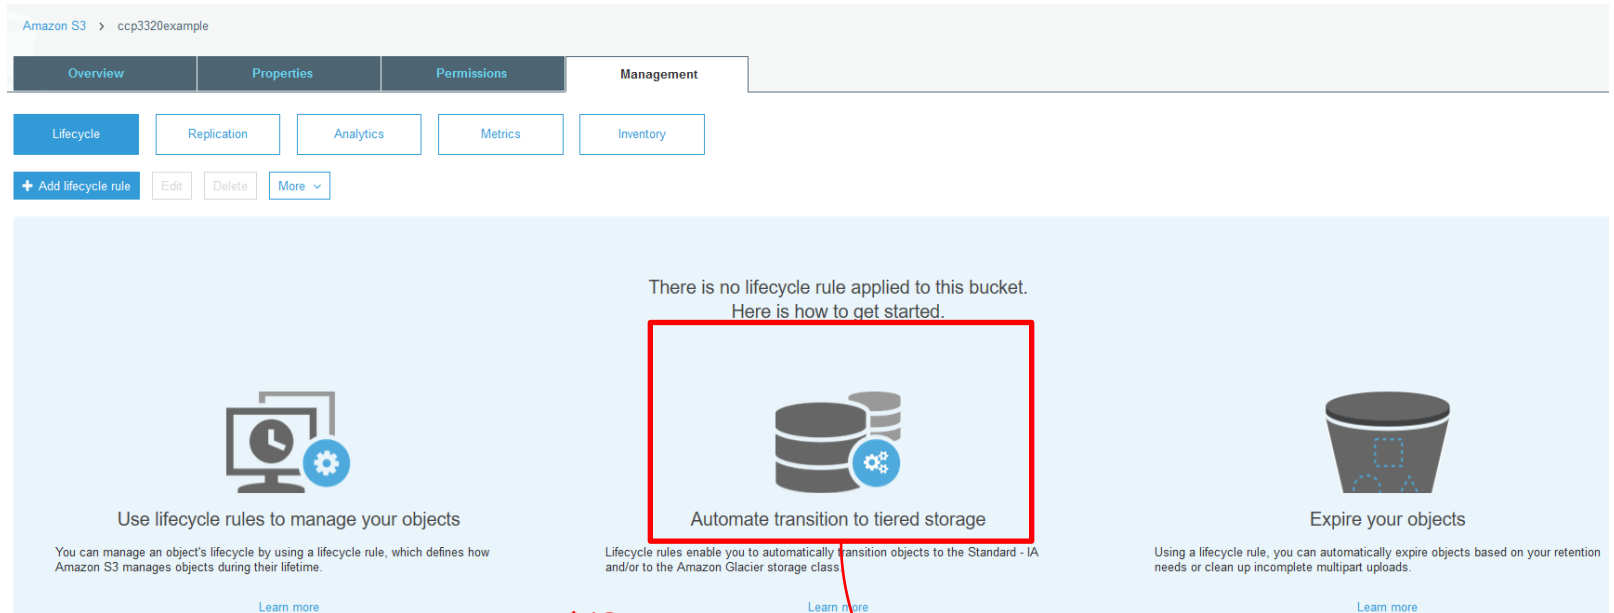 Amazon S3 > ccp3320example
Overview
Properties
Permissions
Management
Lifecycle
Replication
Analytics
Metrics
Inventory
+ Add lifecycle rule
Edit
Delete
More
There is no lifecycle rule applied to this bucket.
Here is how to get started.
Use lifecycle rules to manage your objects
You can manage an object's lifecycle by using a lifecycle rule, which defines how
Amazon S3 manages objects during their lifetime.
Learn more
Automate transition to tiered storage
Lifecycle rules enable you to automatically transition objects to the Standard - IA
and/or to the Amazon Glacier storage class.
Learn more
Expire your objects
Using a lifecycle rule, you can automatically expire objects based on your retention
needs or clean up incomplete multipart uploads.
Learn more